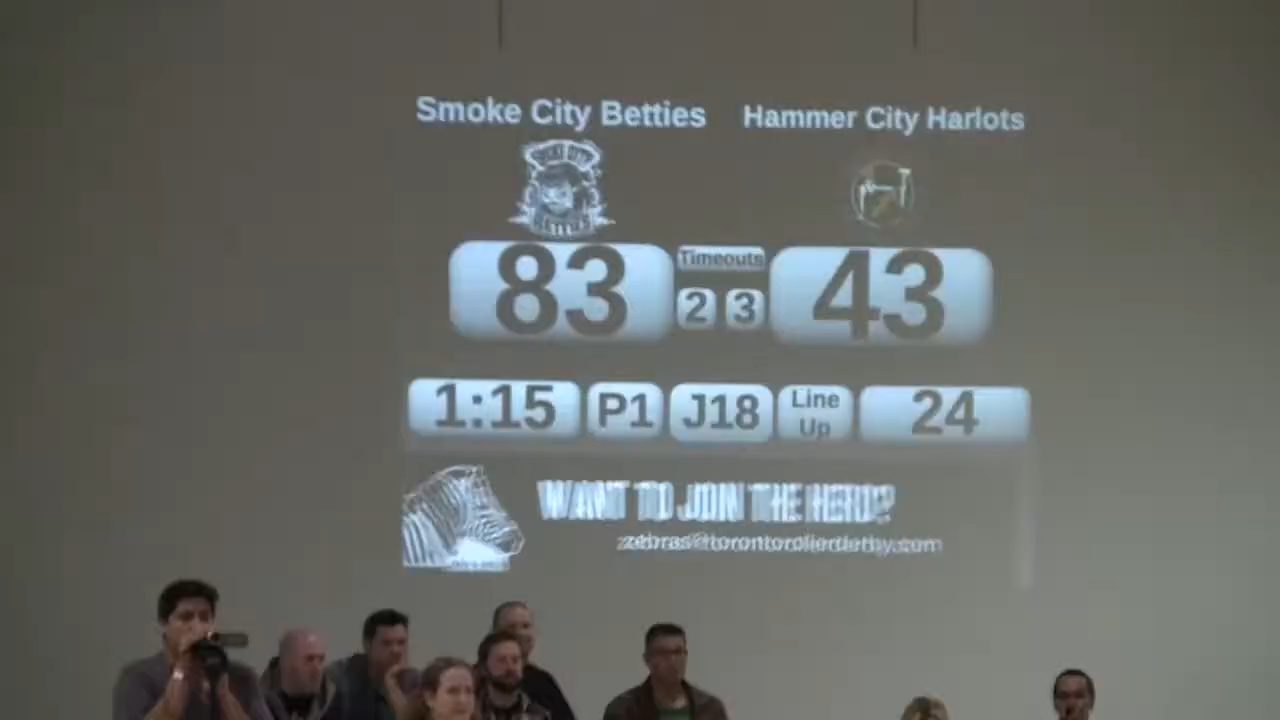 Smoke City Betties Hammer City Harlots
BETTIES
83 Timeouts 43
2 3
1:15 P1 J18 Line Up 24
WANT TO JOIN THE HERD?
zebras@torontorollerderby.com